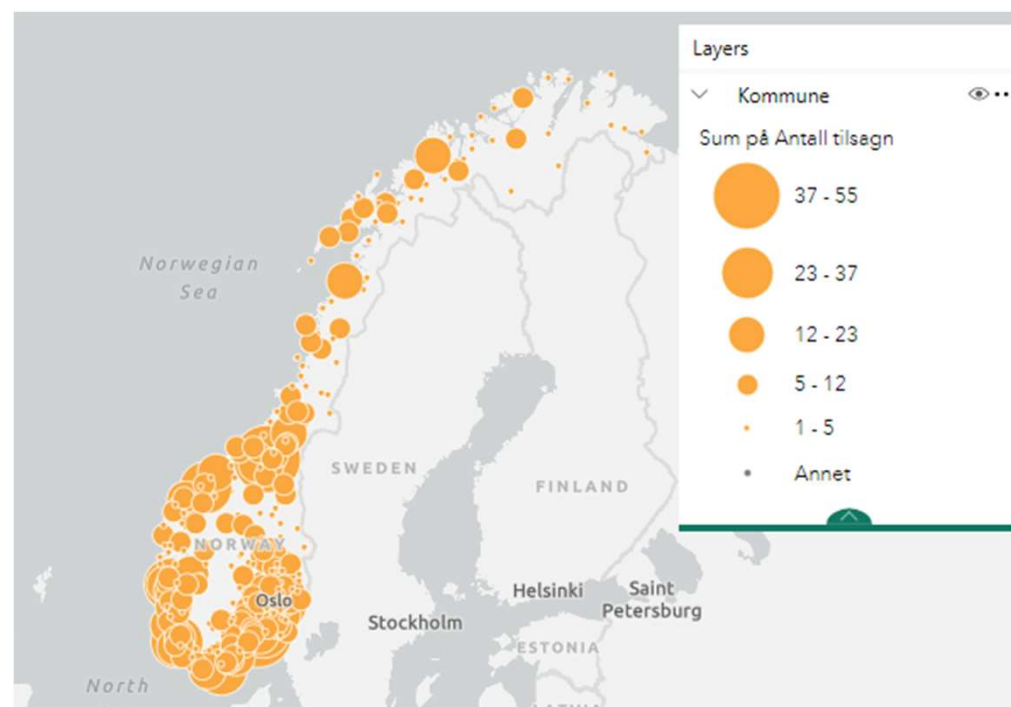 Layers
Kommune
Sum på Antall tilsagn
37 - 55
23 - 37
12 - 23
5 - 12
1 - 5
Annet
Norwegian
Sea
SWEDEN
FINLAND
NORWAY
Oslo
Helsinki
Saint
Petersburg
Stockholm
ESTONIA
North
LATVIA